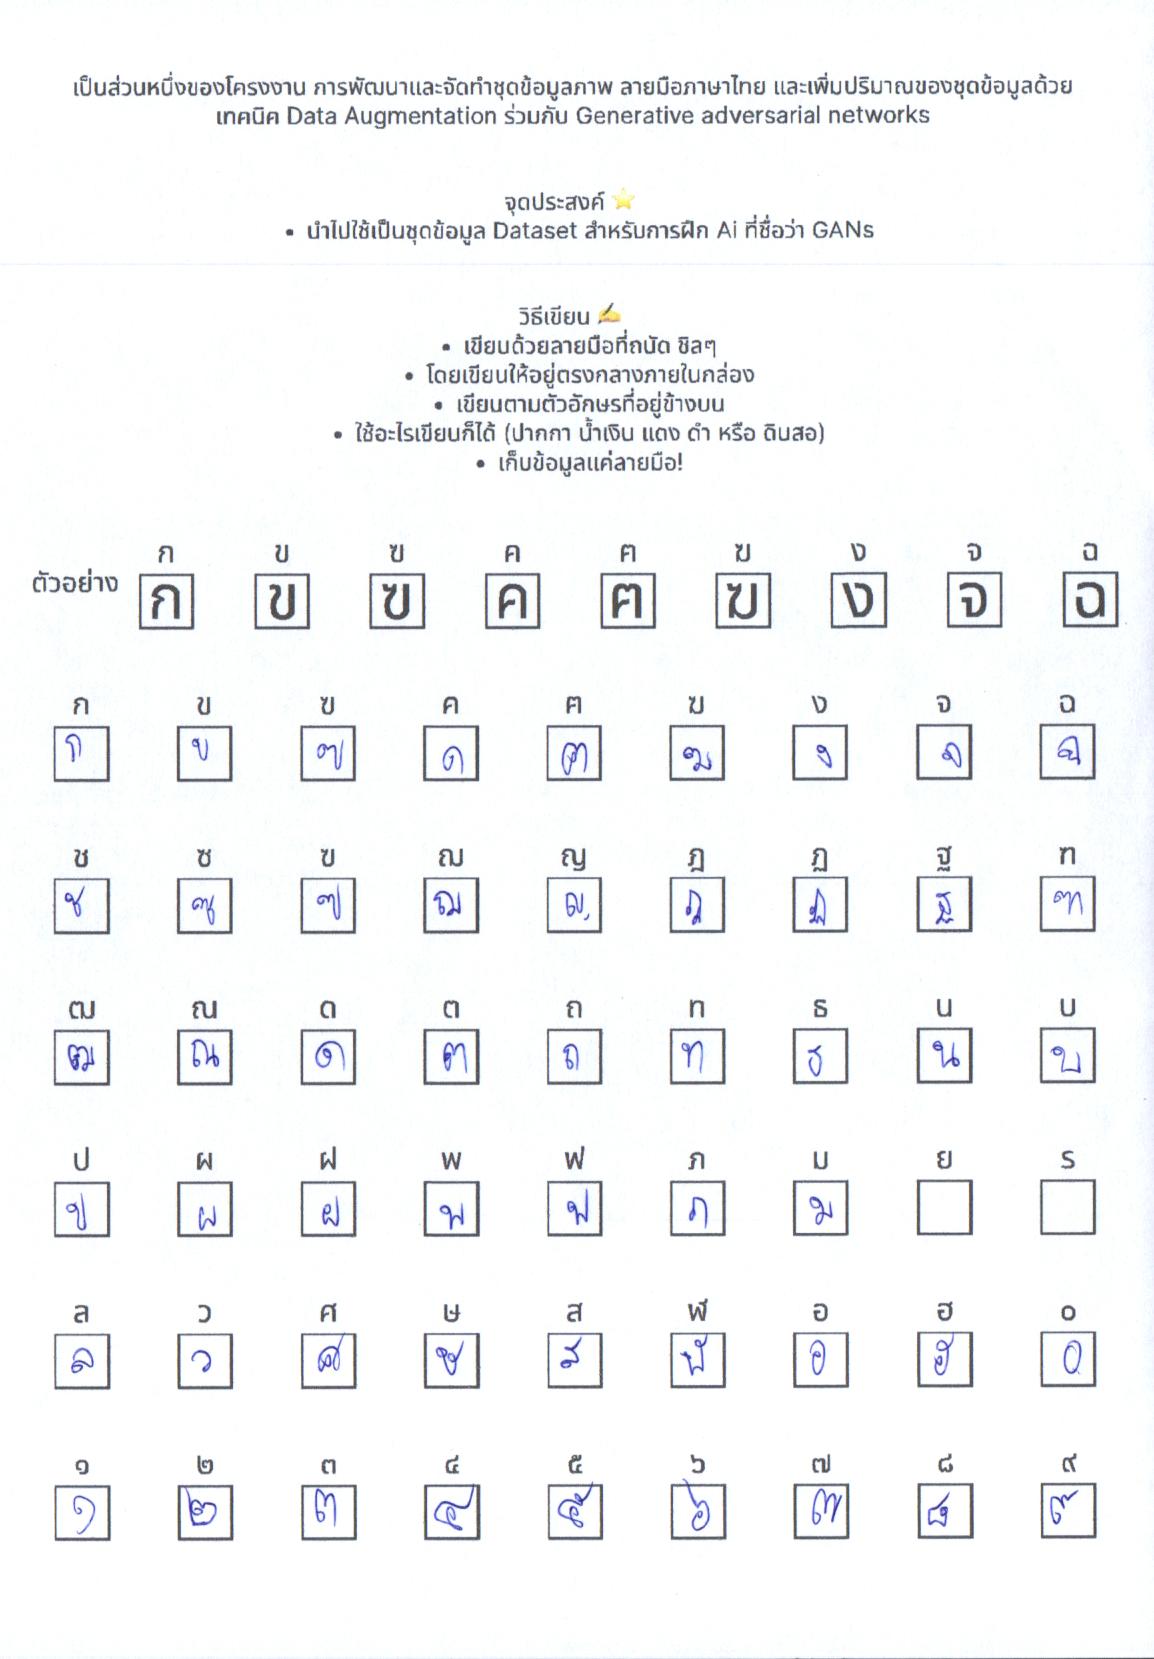 เป็นส่วนหนึ่งของโครงงาน การพัฒนาและจัดทำชุดข้อมูลภาพ ลายมือภาษาไทย และเพิ่มปริมาณของชุดข้อมูลด้วย
เทคนิค Data Augmentation ร่วมกับ Generative adversarial networks
จุดประสงค์ ⭐
• นำไปใช้เป็นชุดข้อมูล Dataset สำหรับการฝึก Ai ที่ชื่อว่า GANs
วิธีเขียน ✍️
• เขียนด้วยลายมือที่ถนัด ชิลๆ
• โดยเขียนให้อยู่ตรงกลางภายในกล่อง
• เขียนตามตัวอักษรที่อยู่ข้างบน
• ใช้อะไรเขียนก็ได้ (ปากกา น้ำเงิน แดง ดำ หรือ ดินสอ)
• เก็บข้อมูลแค่ลายมือ!
ก ข ฃ ค ฅ ฆ ง จ ฉ
ตัวอย่าง ก ข ฃ ค ฅ ฆ ง จ ฉ
ก ข ฃ ค ฅ ฆ ง จ ฉ
ก ข ฃ ค ฅ ฆ ง จ ฉ
ช ซ ฃ ฌ ญ ฎ ฏ ฐ ฑ
ช ซ ฃ ฌ ญ ฎ ฏ ฐ ฑ
ฒ ณ ด ต ถ ท ธ น บ
ฒ ณ ด ต ถ ท ธ น บ
ป ผ ฝ พ ฟ ภ ม ย ร
ป ผ ฝ พ ฟ ภ ม
ล ว ศ ษ ส ฬ อ ฮ ๐
ล ว ศ ษ ส ฬ อ ฮ ๐
๑ ๒ ๓ ๔ ๕ ๖ ๗ ๘ ๙
๑ ๒ ๓ ๔ ๕ ๖ ๗ ๘ ๙